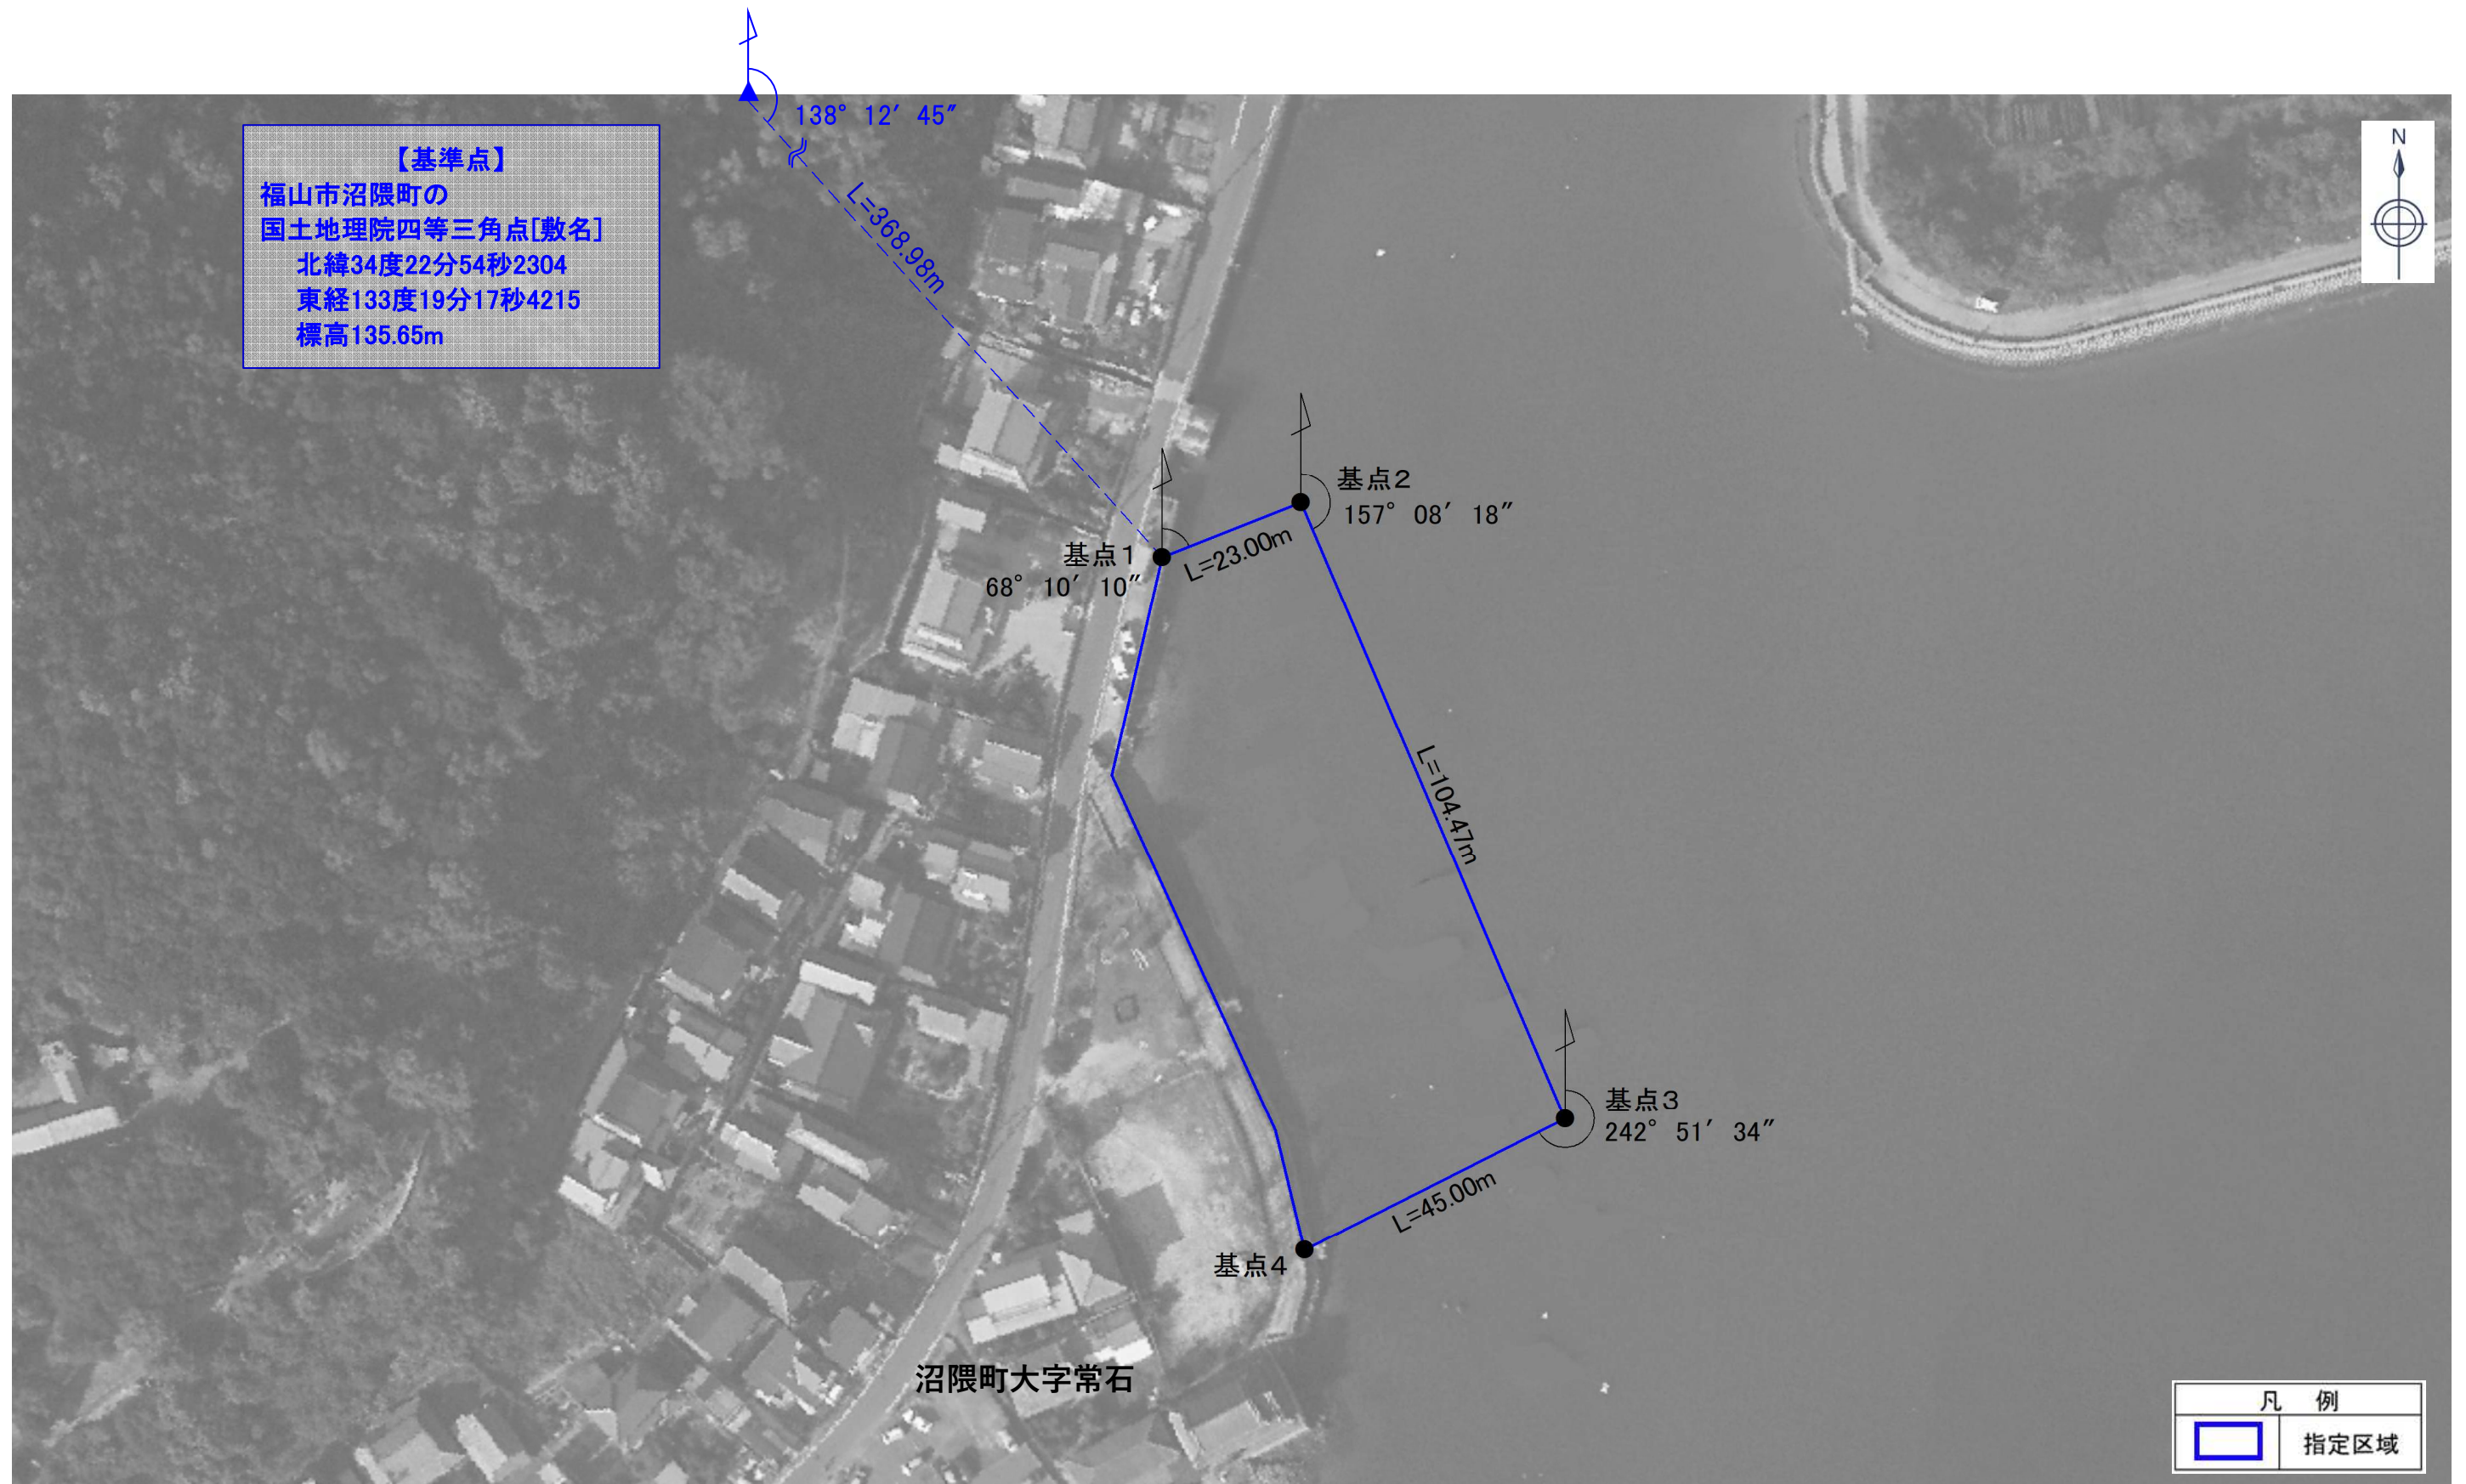 138°12′45″
【基準点】
福山市沼隈町の
国土地理院四等三角点[敷名]
北緯34度22分54秒2304
東経133度19分17秒4215
標高135.65m
L=368.98m
N
基点2
157°08′18″
基点1
68°10′10″
L=23.00m
L=104.47m
基点3
242°51′34″
L=45.00m
基点4
沼隈町大字常石
凡 例
指定区域